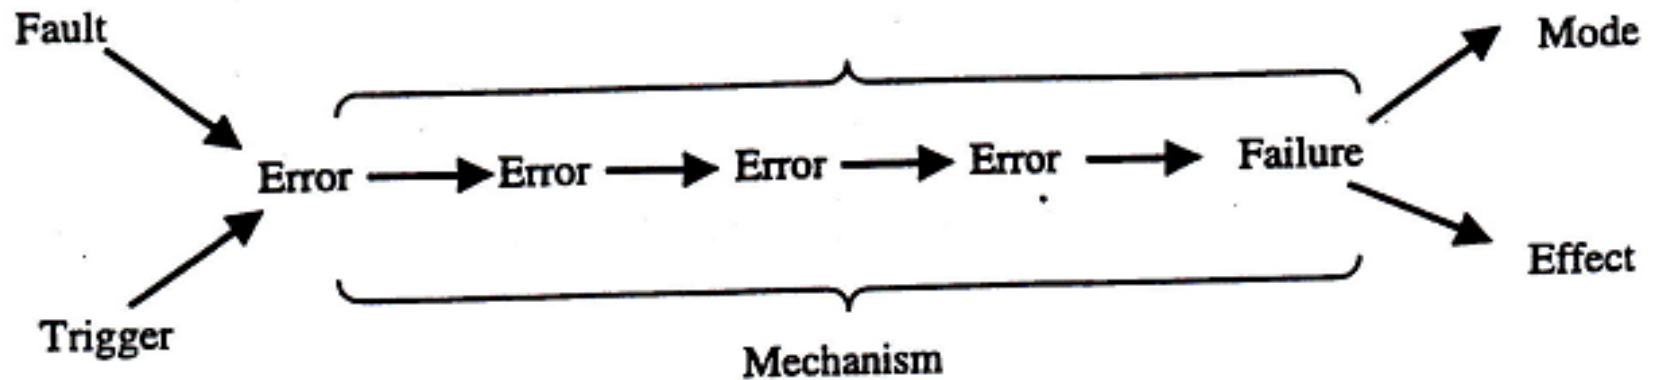 Fault
Mode
Error Error Error Error Failure
Effect
Trigger
Mechanism